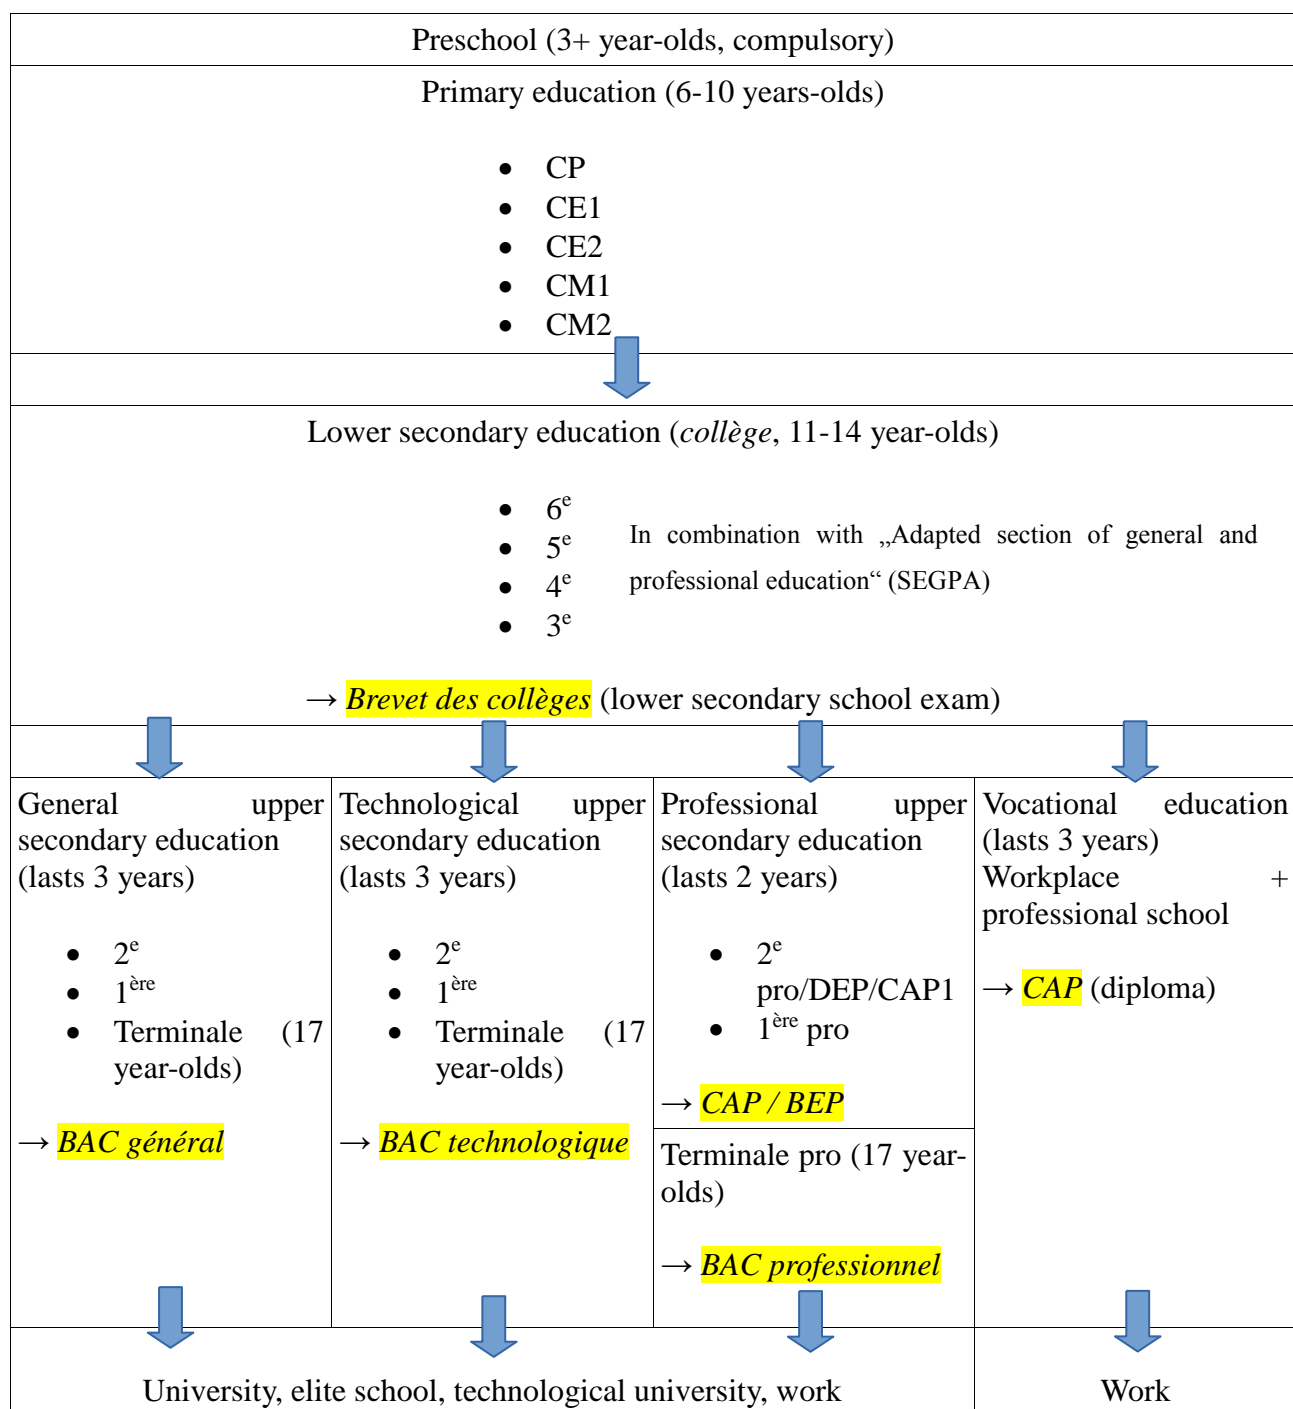 Preschool (3+ year-olds, compulsory)
Primary education (6-10 years-olds)
• CP
• CE1
• CE2
• CM1
• CM2
Lower secondary education (collège, 11-14 year-olds)
• 6e
• 5e
• 4e
• 3e
In combination with „Adapted section of general and
professional education“ (SEGPA)
→ Brevet des collèges (lower secondary school exam)
General upper
secondary education
(lasts 3 years)
• 2e
• 1ère
• Terminale (17
year-olds)
→ BAC général
Technological upper
secondary education
(lasts 3 years)
• 2e
• 1ère
• Terminale (17
year-olds)
→ BAC technologique
Professional upper
secondary education
(lasts 2 years)
• 2e
pro/DEP/CAP1
• 1ère pro
→ CAP / BEP
Terminale pro (17 year-
olds)
→ BAC professionnel
Vocational education
(lasts 3 years)
Workplace +
professional school
→ CAP (diploma)
University, elite school, technological university, work
Work